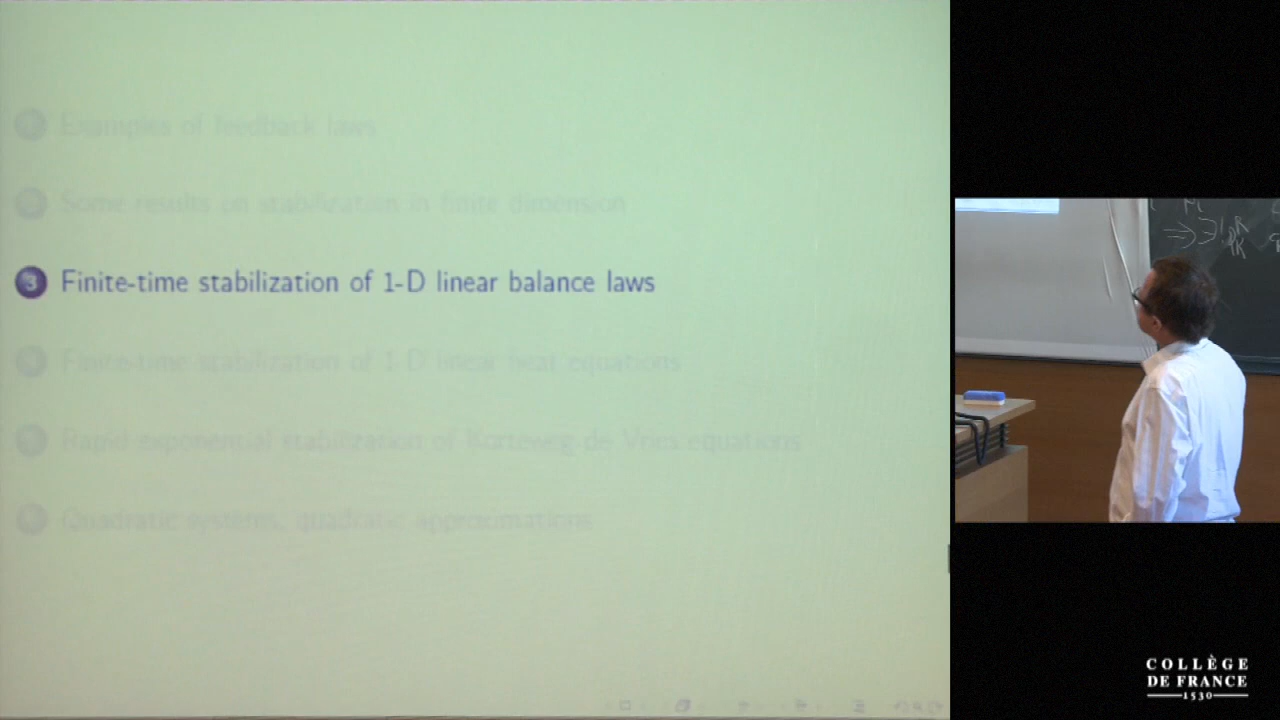 Examples of feedback laws
Some results on stabilization in finite dimension
3 Finite-time stabilization of 1-D linear balance laws
Finite-time stabilization of 1-D linear heat equations
Rapid exponential stabilization of Korteweg de Vries equations
Quadratic systems, quadratic approximations
COLLÈGE
DE FRANCE
1530